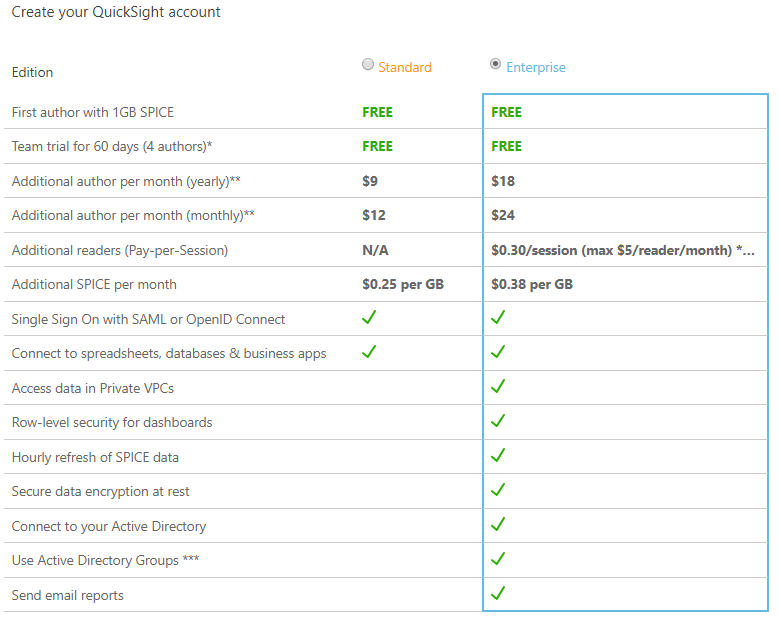 Create your QuickSight account
Edition Standard Enterprise
First author with 1GB SPICE FREE FREE
Team trial for 60 days (4 authors)* FREE FREE
Additional author per month (yearly)** $9 $18
Additional author per month (monthly)** $12 $24
Additional readers (Pay-per-Session) N/A $0.30/session (max $5/reader/month) *...
Additional SPICE per month $0.25 per GB $0.38 per GB
Single Sign On with SAML or OpenID Connect
Connect to spreadsheets, databases & business apps
Access data in Private VPCs
Row-level security for dashboards
Hourly refresh of SPICE data
Secure data encryption at rest
Connect to your Active Directory
Use Active Directory Groups ***
Send email reports